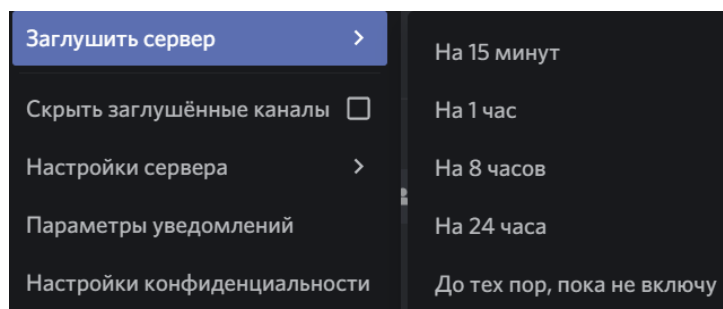 Заглушить сервер
Скрыть заглушённые каналы
Настройки сервера
Параметры уведомлений
Настройки конфиденциальности
На 15 минут
На 1 час
На 8 часов
На 24 часа
До тех пор, пока не включу